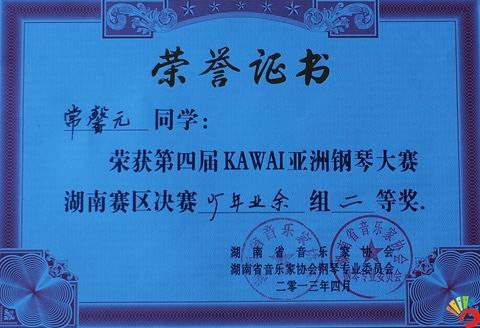 荣誉证书
常馨元 同学：
荣获第四届KAWAI亚洲钢琴大赛
湖南赛区决赛 少年业余 组 二 等奖.
湖南省音乐家协会
湖南省音乐家协会钢琴专业委员会
二零一三年四月